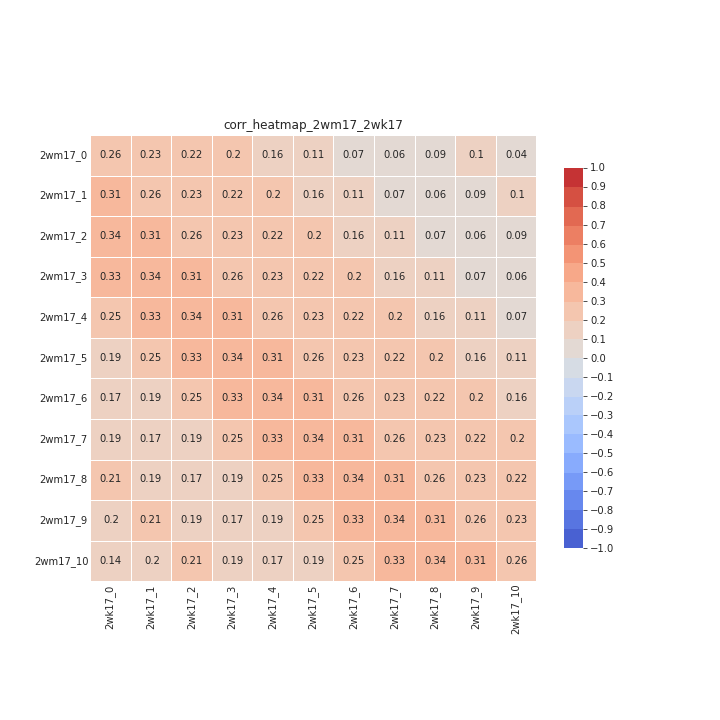 corr_heatmap_2wm17_2wk17
2wm17_0 0.26 0.23 0.22 0.2 0.16 0.11 0.07 0.06 0.09 0.1 0.04
2wm17_1 0.31 0.26 0.23 0.22 0.2 0.16 0.11 0.07 0.06 0.09 0.1
2wm17_2 0.34 0.31 0.26 0.23 0.22 0.2 0.16 0.11 0.07 0.06 0.09
2wm17_3 0.33 0.34 0.31 0.26 0.23 0.22 0.2 0.16 0.11 0.07 0.06
2wm17_4 0.25 0.33 0.34 0.31 0.26 0.23 0.22 0.2 0.16 0.11 0.07
2wm17_5 0.19 0.25 0.33 0.34 0.31 0.26 0.23 0.22 0.2 0.16 0.11
2wm17_6 0.17 0.19 0.25 0.33 0.34 0.31 0.26 0.23 0.22 0.2 0.16
2wm17_7 0.19 0.17 0.19 0.25 0.33 0.34 0.31 0.26 0.23 0.22 0.2
2wm17_8 0.21 0.19 0.17 0.19 0.25 0.33 0.34 0.31 0.26 0.23 0.22
2wm17_9 0.2 0.21 0.19 0.17 0.19 0.25 0.33 0.34 0.31 0.26 0.23
2wm17_10 0.14 0.2 0.21 0.19 0.17 0.19 0.25 0.33 0.34 0.31 0.26
2wk17_0 2wk17_1 2wk17_2 2wk17_3 2wk17_4 2wk17_5 2wk17_6 2wk17_7 2wk17_8 2wk17_9 2wk17_10
1.0
0.9
0.8
0.7
0.6
0.5
0.4
0.3
0.2
0.1
0.0
−0.1
−0.2
−0.3
−0.4
−0.5
−0.6
−0.7
−0.8
−0.9
−1.0